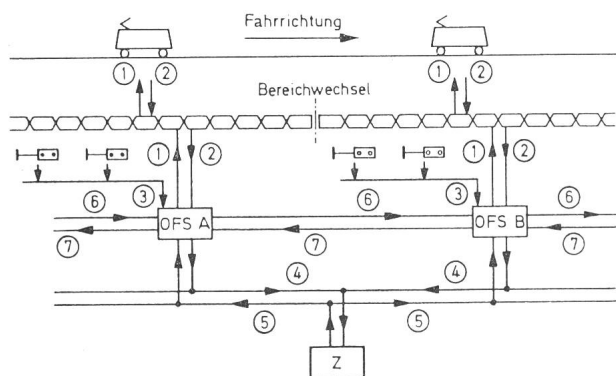 Fahrrichtung
① ② ① ②
Bereichwechsel
① ② ① ②
③ ③
⑥ ⑥ ⑥
OFS A OFS B
⑦ ⑦ ⑦
④ ④
⑤ ⑤
Z